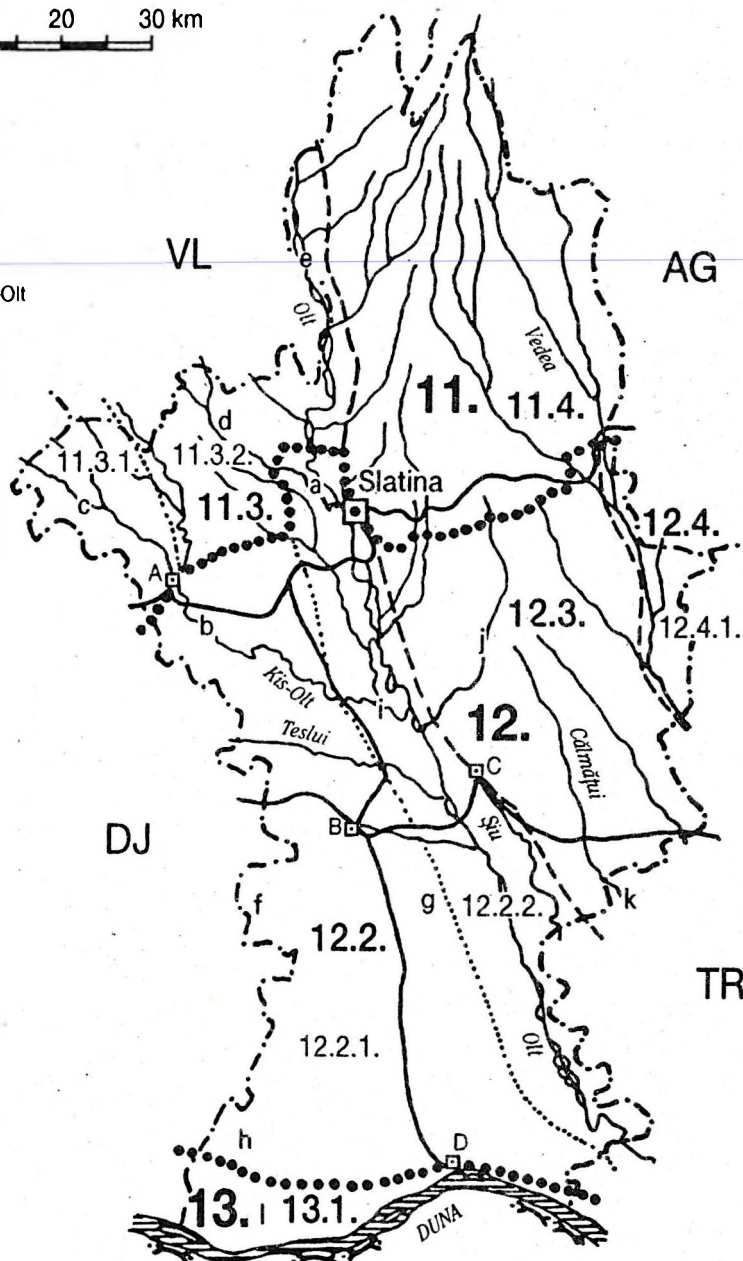 20 30 km
VL
AG
-Olt
e
Olt
Vedea
11.
11.4.
d
11.3.1.
11.3.2.
c
a
Slatina
11.3.
12.4.
A
b
12.3.
12.4.1.
j
Kis-Olt
i
12.
Teslui
Călmățui
C
B
Șiu
DJ
f
g
12.2.2.
k
12.2.
TR
Olt
12.2.1.
h
D
13.
13.1.
DUNA